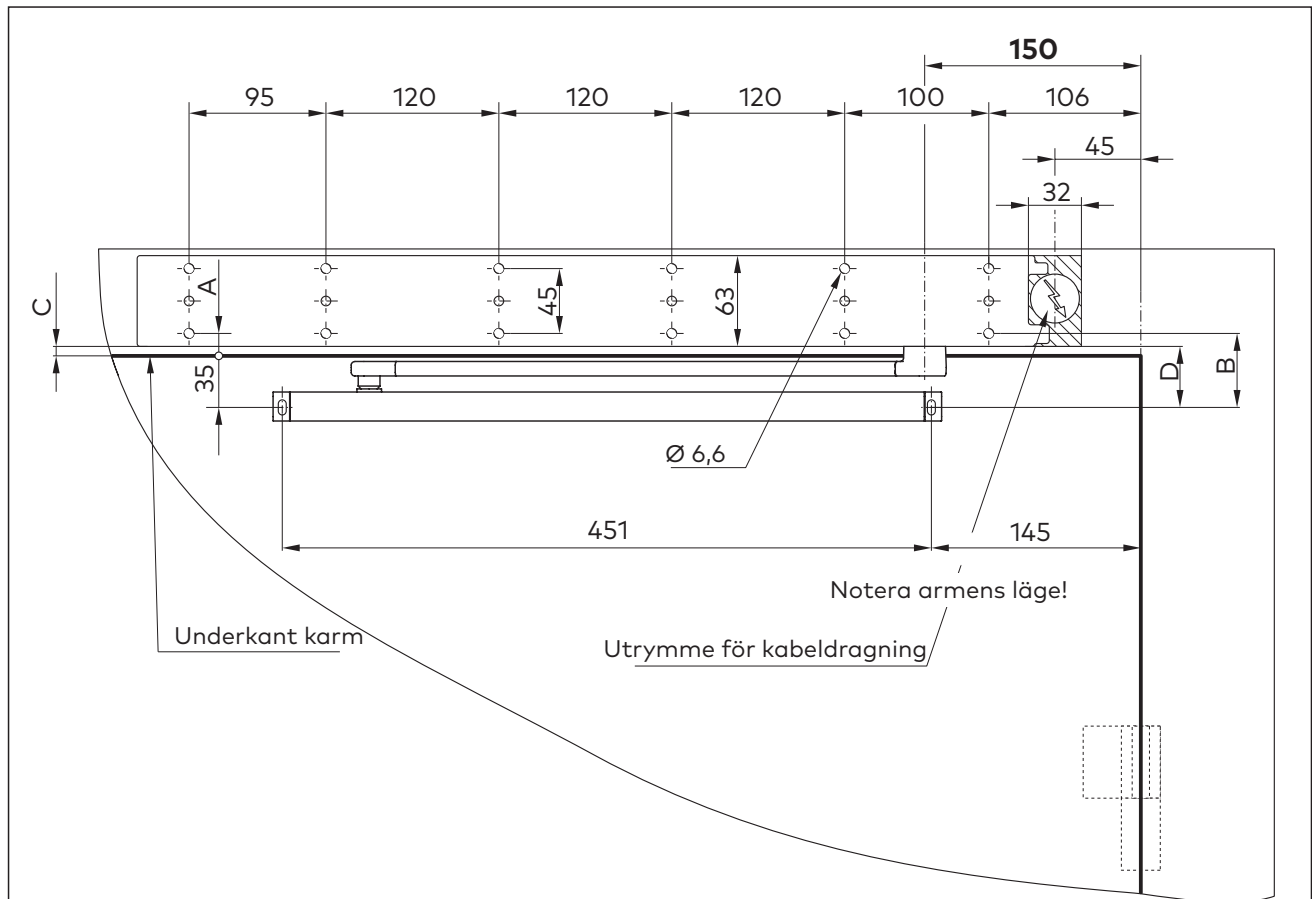 150
95 120 120 120 100 106
45
32
A
C
45
63
35
D
B
Ø 6,6
451
145
Notera armens läge!
Underkant karm
Utrymme för kabeldragning